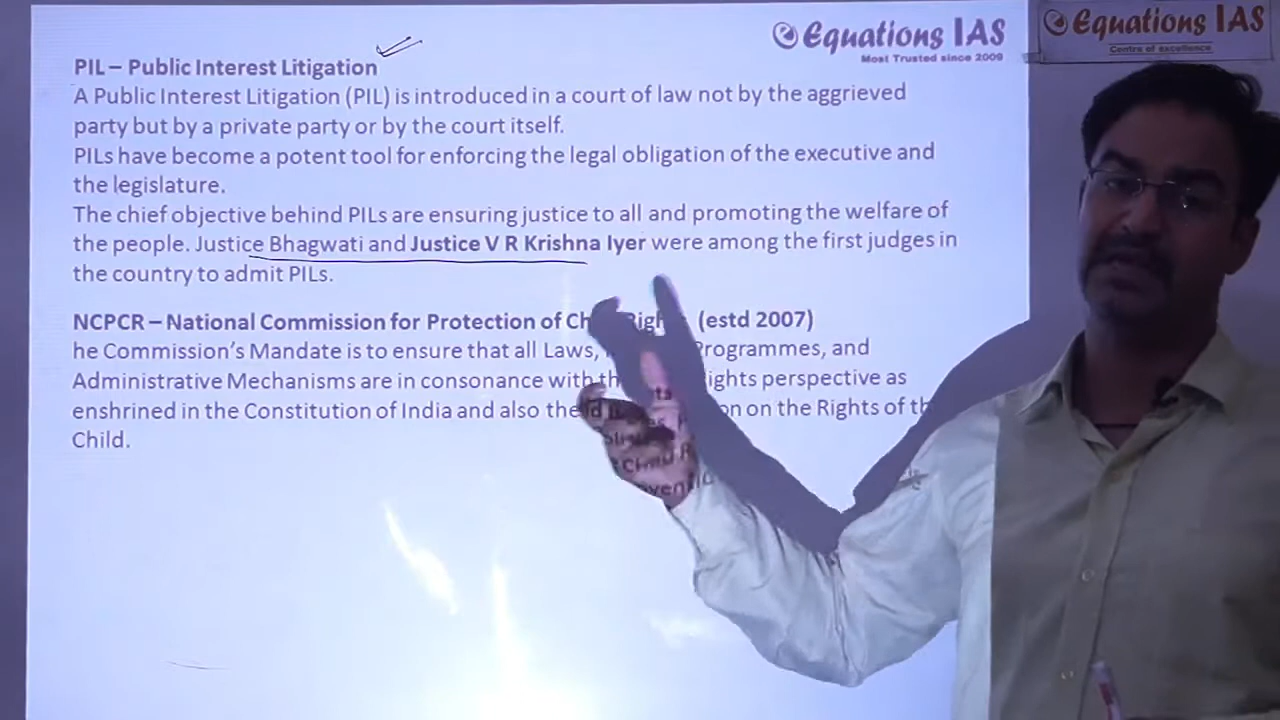 Equations IAS
Most Trusted since 2009
Equations IAS
Centre of excellence
PIL – Public Interest Litigation
A Public Interest Litigation (PIL) is introduced in a court of law not by the aggrieved
party but by a private party or by the court itself.
PILs have become a potent tool for enforcing the legal obligation of the executive and
the legislature.
The chief objective behind PILs are ensuring justice to all and promoting the welfare of
the people. Justice Bhagwati and Justice V R Krishna Iyer were among the first judges in
the country to admit PILs.
NCPCR – National Commission for Protection of Righ (estd 2007)
he Commission's Mandate is to ensure that all Laws, Programmes, and
Administrative Mechanisms are in consonance with ights perspective as
enshrined in the Constitution of India and also the on on the Rights of th
Child.